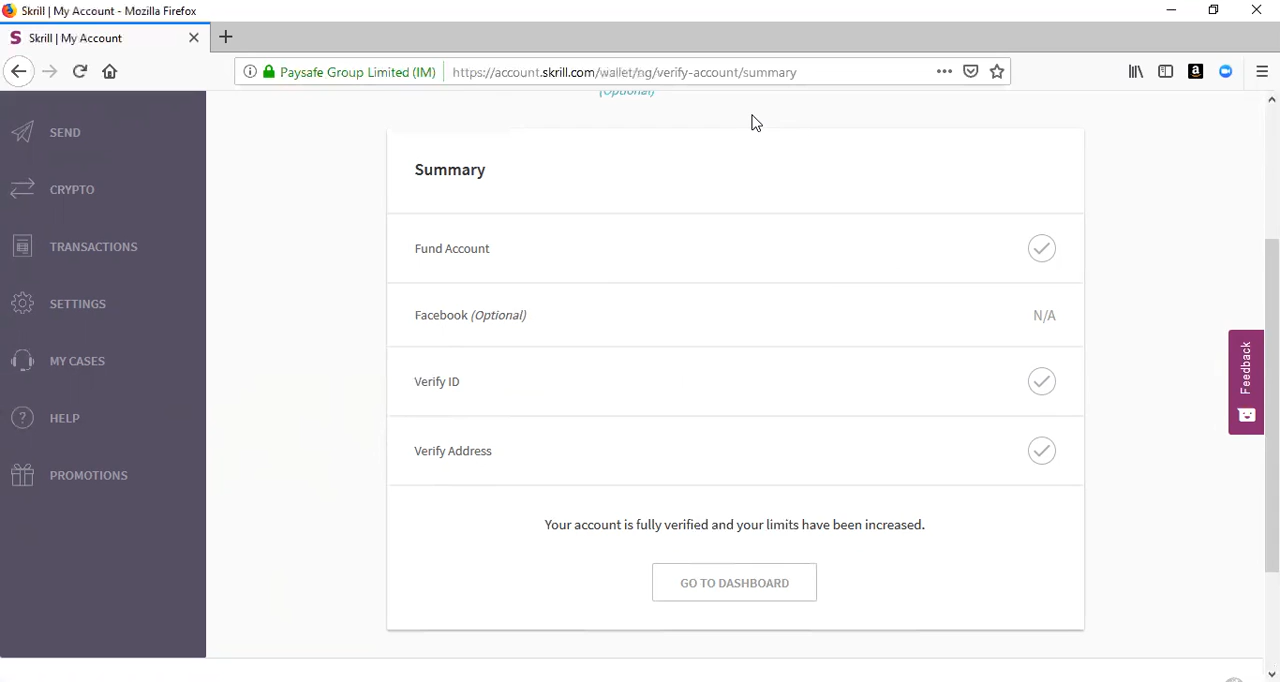 Skrill | My Account - Mozilla Firefox
Skrill | My Account
Paysafe Group Limited (IM) https://account.skrill.com/wallet/ng/verify-account/summary
(Optional)
SEND
CRYPTO
TRANSACTIONS
SETTINGS
MY CASES
HELP
PROMOTIONS
Summary
Fund Account
Facebook (Optional) N/A
Verify ID
Verify Address
Your account is fully verified and your limits have been increased.
GO TO DASHBOARD
Feedback